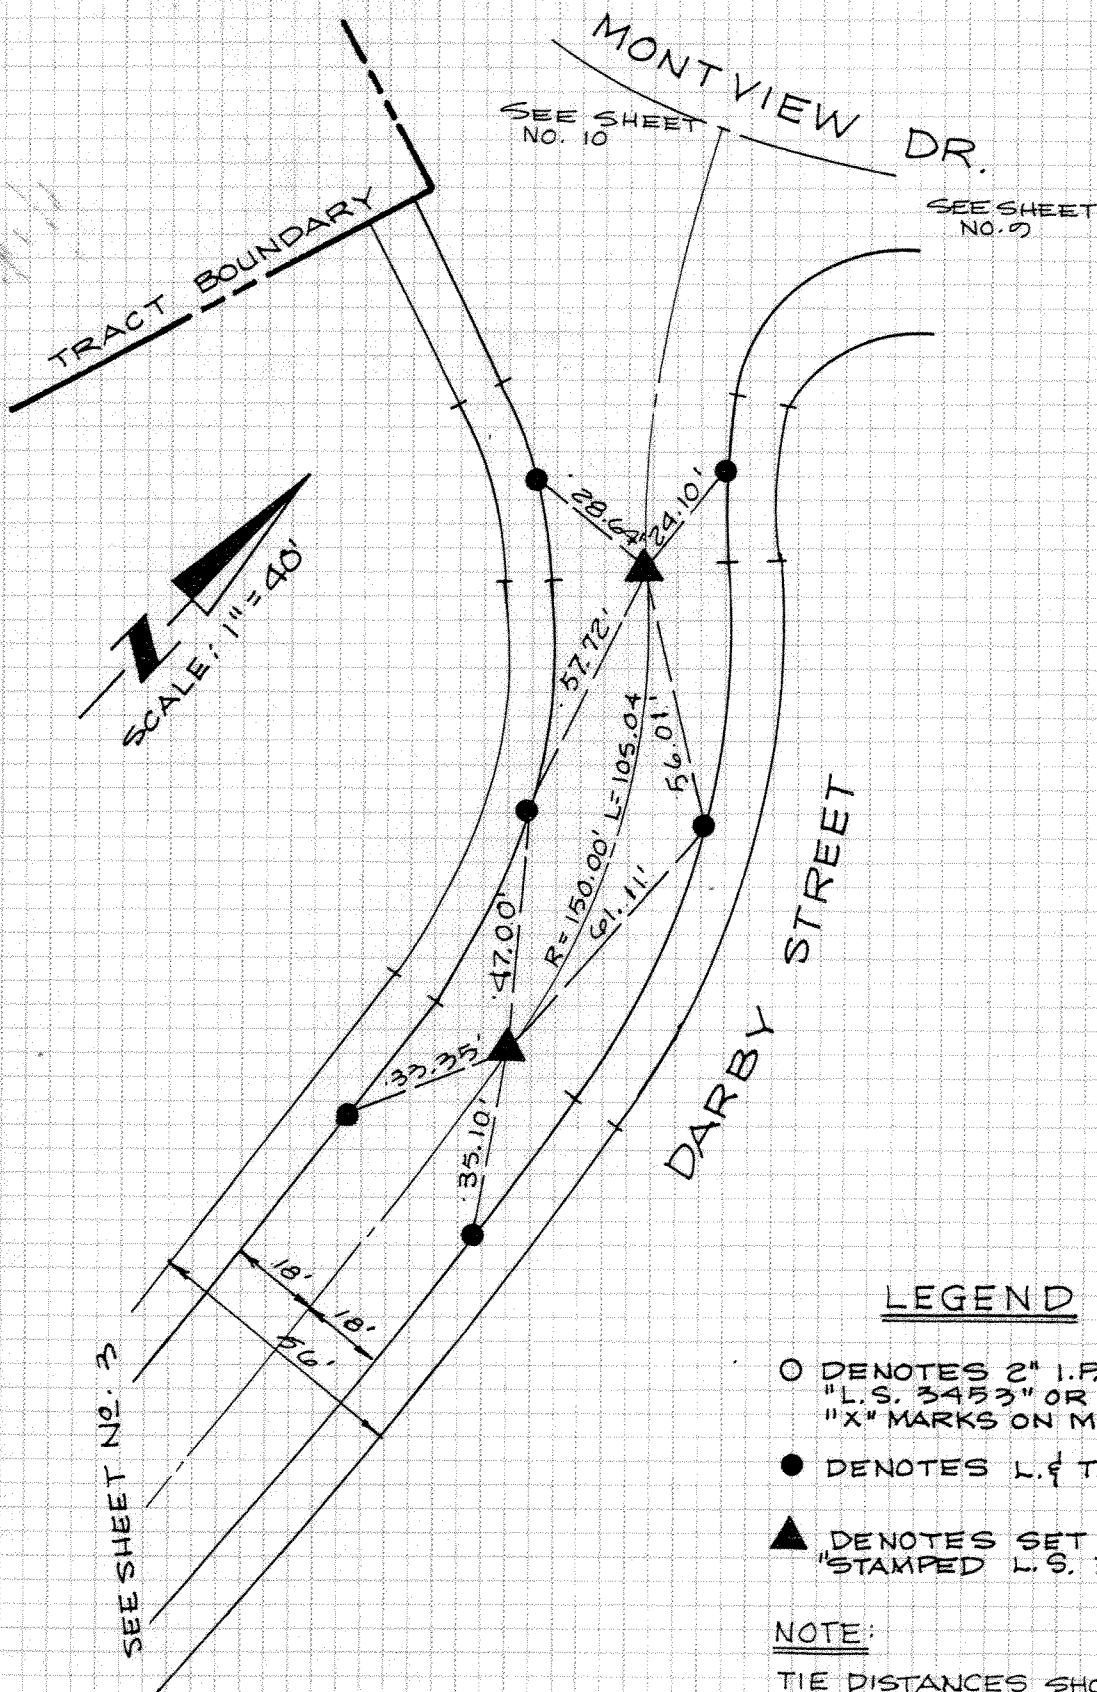 MONTVIEW DR.
SEE SHEET
NO. 10
SEE SHEET
NO. 9
TRACT BOUNDARY
SCALE: 1" = 40'
28.64'
24.10'
57.72'
56.01'
R=150.00' L=105.04
61.11'
47.00'
33.35'
35.10'
DARBY STREET
18'
18'
56'
SEE SHEET NO. 3
LEGEND
DENOTES 2" I.P.
"L.S. 3453" OR
"X" MARKS ON M
DENOTES L.& T.
DENOTES SET
"STAMPED L.S.
NOTE:
TIE DISTANCES SHO